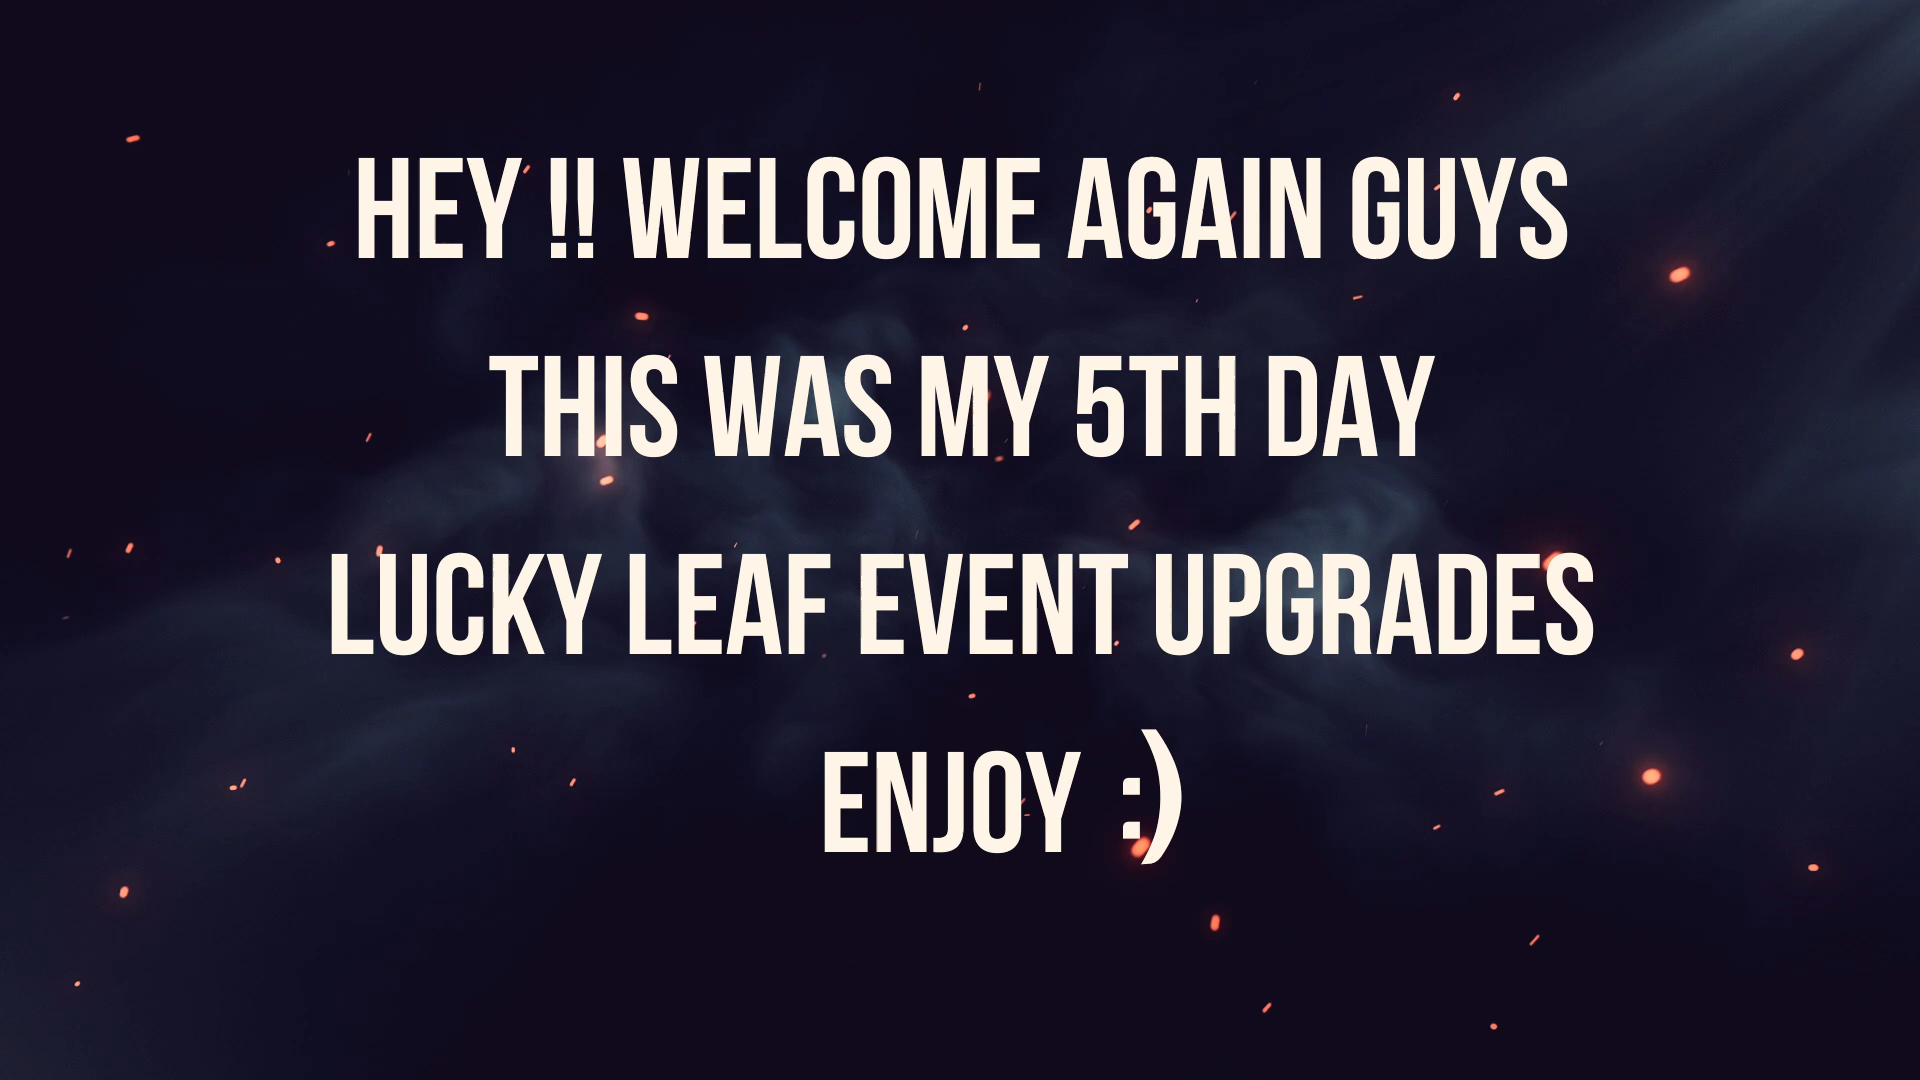 HEY !! WELCOME AGAIN GUYS
THIS WAS MY 5TH DAY
LUCKY LEAF EVENT UPGRADES
ENJOY :)